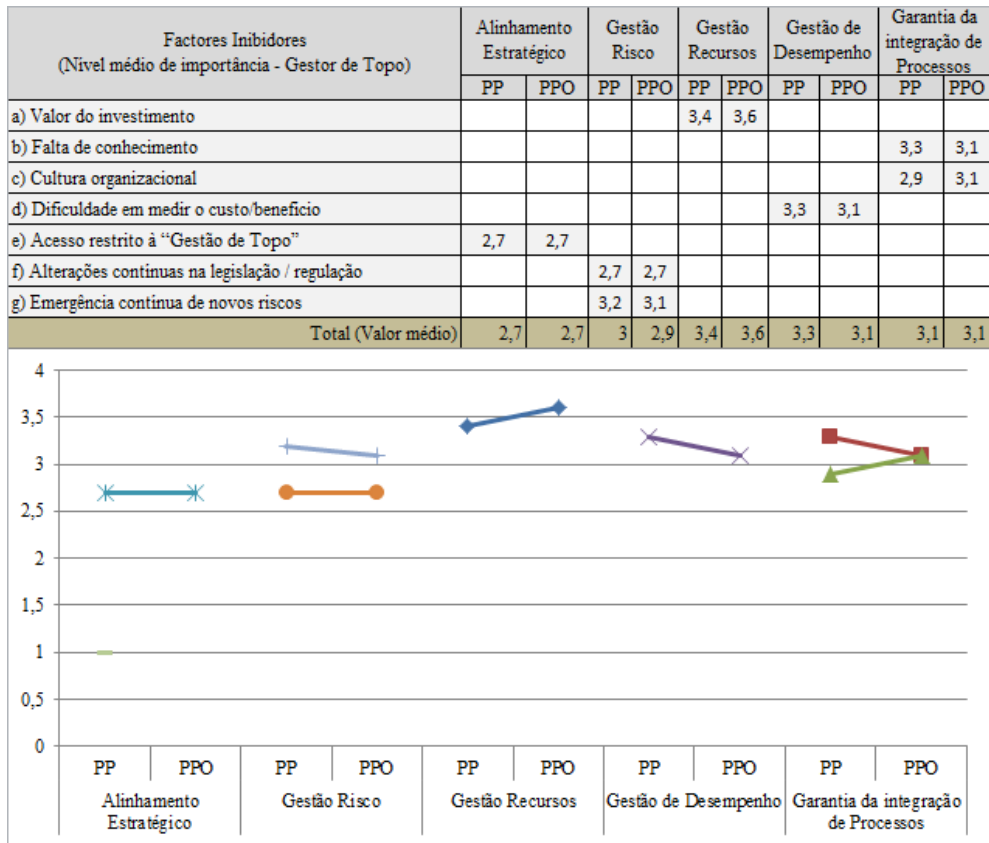 Factores Inibidores
(Nivel médio de importância - Gestor de Topo)
Alinhamento Estratégico
Gestão Risco
Gestão Recursos
Gestão de Desempenho
Garantia da integração de Processos
PP PPO PP PPO PP PPO PP PPO PP PPO
a) Valor do investimento 3,4 3,6
b) Falta de conhecimento 3,3 3,1
c) Cultura organizacional 2,9 3,1
d) Dificuldade em medir o custo/beneficio 3,3 3,1
e) Acesso restrito à “Gestão de Topo” 2,7 2,7
f) Alterações continuas na legislação / regulação 2,7 2,7
g) Emergência continua de novos riscos 3,2 3,1
Total (Valor médio) 2,7 2,7 3 2,9 3,4 3,6 3,3 3,1 3,1 3,1
4
3,5
3
2,5
2
1,5
1
0,5
0
PP PPO PP PPO PP PPO PP PPO PP PPO
Alinhamento Estratégico
Gestão Risco
Gestão Recursos
Gestão de Desempenho
Garantia da integração de Processos